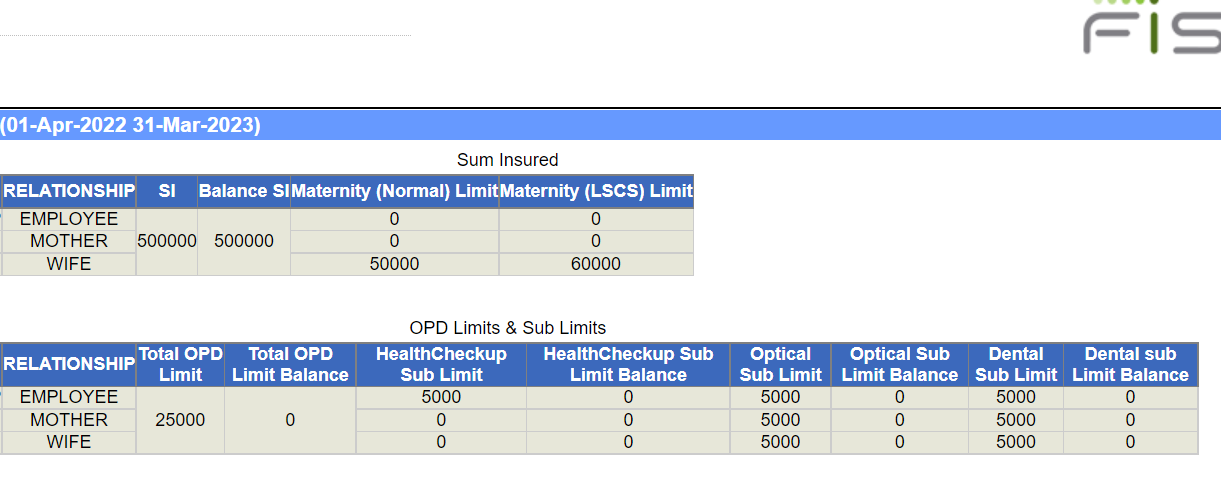 FIS
(01-Apr-2022 31-Mar-2023)
Sum Insured
RELATIONSHIP SI Balance SI Maternity (Normal) Limit Maternity (LSCS) Limit
EMPLOYEE 0 0
MOTHER 500000 500000 0 0
WIFE 50000 60000
OPD Limits & Sub Limits
RELATIONSHIP Total OPD Limit Total OPD Limit Balance HealthCheckup Sub Limit HealthCheckup Sub Limit Balance Optical Sub Limit Optical Sub Limit Balance Dental Sub Limit Dental sub Limit Balance
EMPLOYEE 5000 0 5000 0 5000 0
MOTHER 25000 0 0 0 5000 0 5000 0
WIFE 0 0 5000 0 5000 0